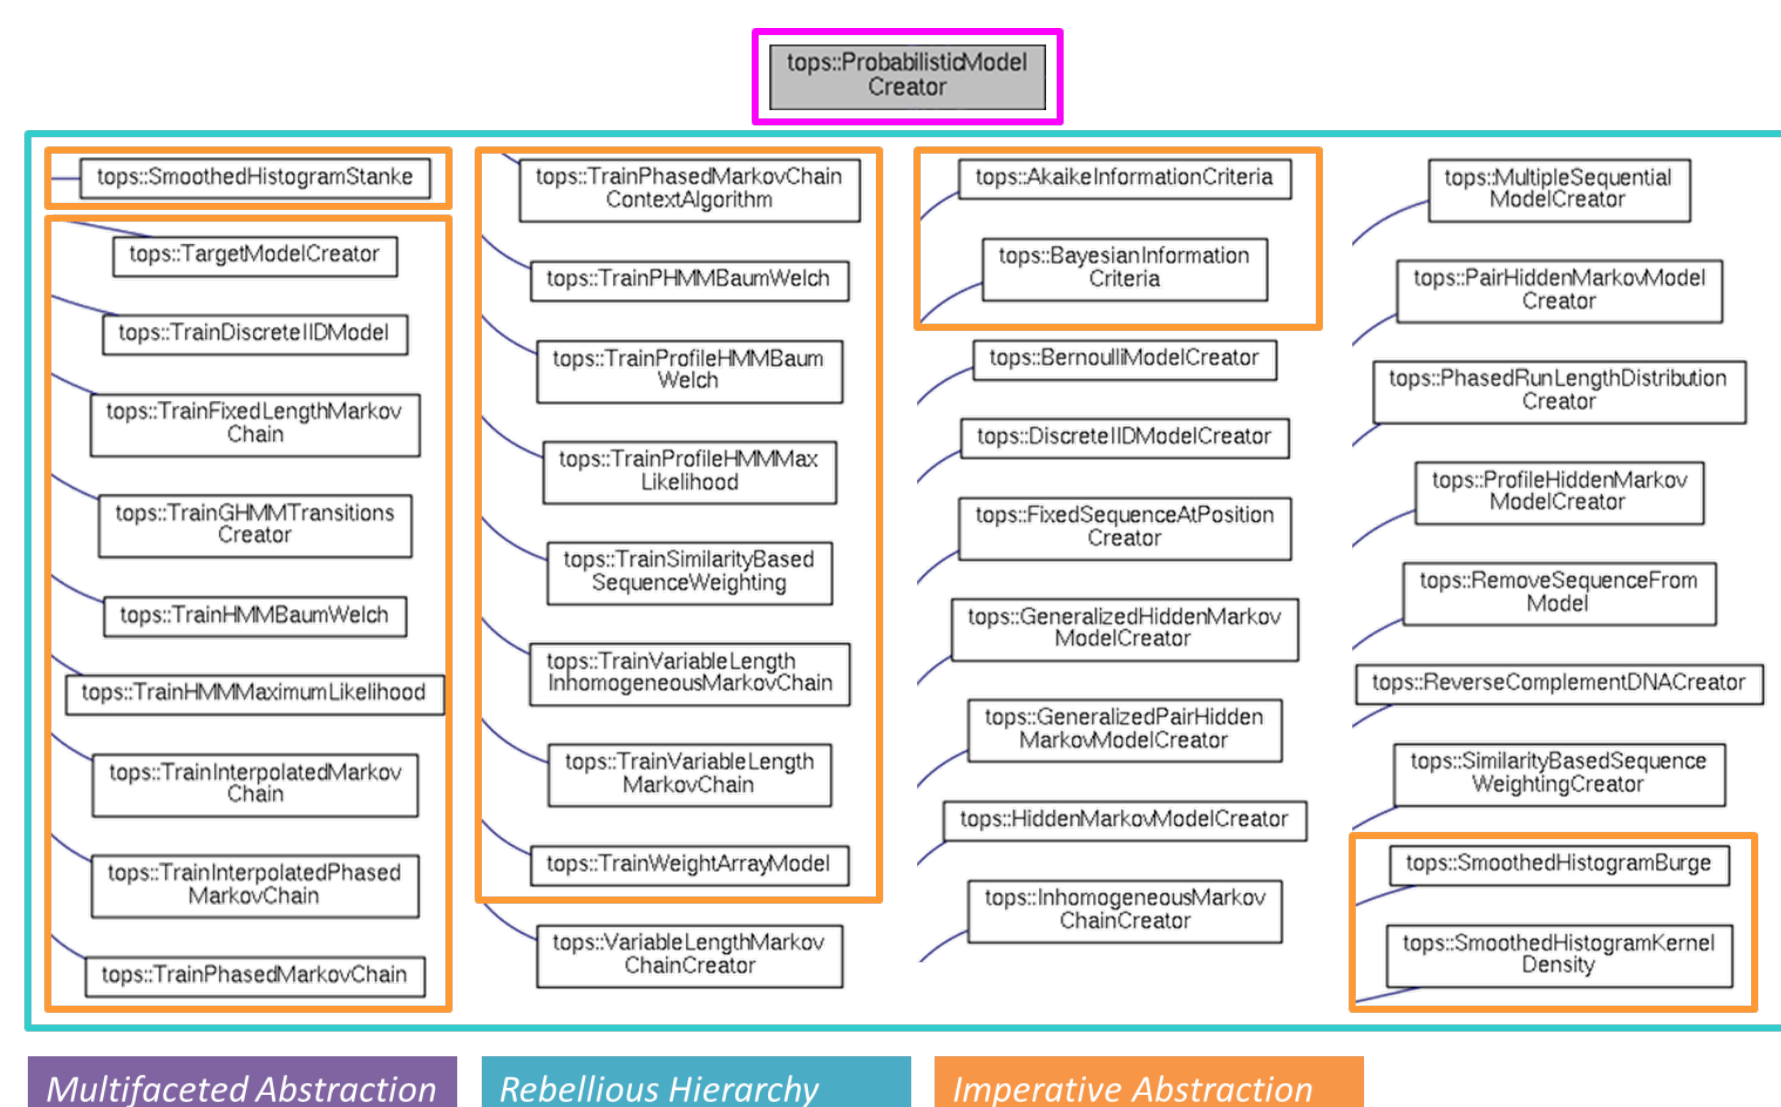 tops::ProbabilisticModel
Creator
tops::SmoothedHistogramStanke
tops::TargetModelCreator
tops::TrainDiscreteIIDModel
tops::TrainFixedLengthMarkov
Chain
tops::TrainGHMMTransitions
Creator
tops::TrainHMMBaumWelch
tops::TrainHMMMaximumLikelihood
tops::TrainInterpolatedMarkov
Chain
tops::TrainInterpolatedPhased
MarkovChain
tops::TrainPhasedMarkovChain
tops::TrainPhasedMarkovChain
ContextAlgorithm
tops::TrainPHMMBaumWelch
tops::TrainProfileHMMBaum
Welch
tops::TrainProfileHMMMax
Likelihood
tops::TrainSimilarityBased
SequenceWeighting
tops::TrainVariableLength
InhomogeneousMarkovChain
tops::TrainVariableLength
MarkovChain
tops::TrainWeightArrayModel
tops::VariableLengthMarkov
ChainCreator
tops::AkaikeInformationCriteria
tops::BayesianInformation
Criteria
tops::BernoulliModelCreator
tops::DiscreteIIDModelCreator
tops::FixedSequenceAtPosition
Creator
tops::GeneralizedHiddenMarkov
ModelCreator
tops::GeneralizedPairHidden
MarkovModelCreator
tops::HiddenMarkovModelCreator
tops::InhomogeneousMarkov
ChainCreator
tops::MultipleSequential
ModelCreator
tops::PairHiddenMarkovModel
Creator
tops::PhasedRunLengthDistribution
Creator
tops::ProfileHiddenMarkov
ModelCreator
tops::RemoveSequenceFrom
Model
tops::ReverseComplementDNACreator
tops::SimilarityBasedSequence
WeightingCreator
tops::SmoothedHistogramBurge
tops::SmoothedHistogramKernel
Density
Multifaceted Abstraction
Rebellious Hierarchy
Imperative Abstraction